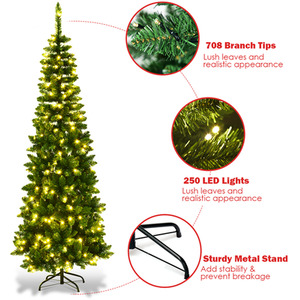 708 Branch Tips
Lush leaves and
realistic appearance
250 LED Lights
Lush leaves and
realistic appearance
Sturdy Metal Stand
Add stability &
prevent breakage